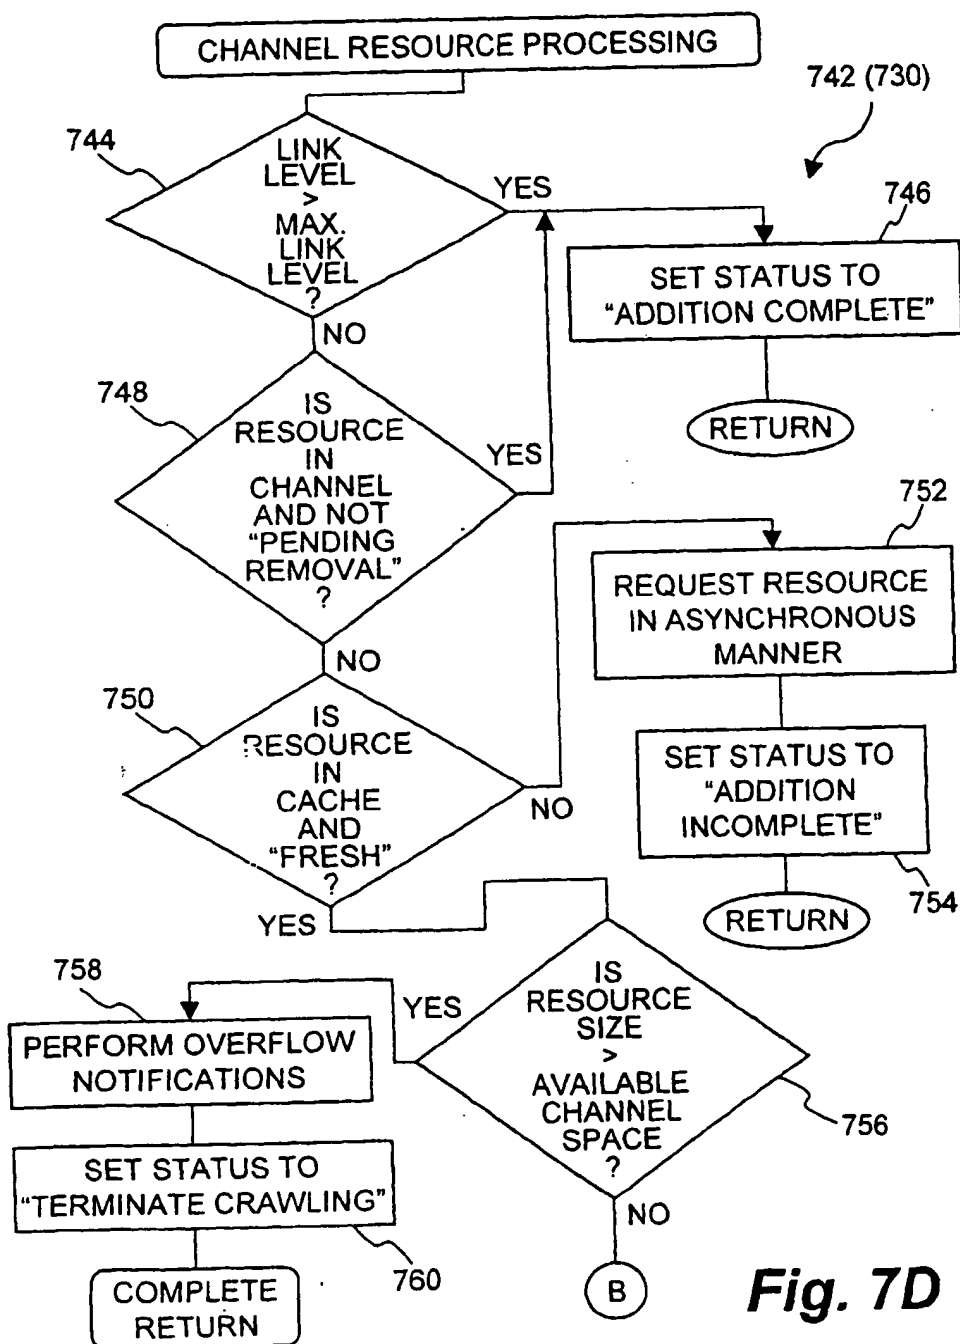 CHANNEL RESOURCE PROCESSING
742 (730)
744
LINK
LEVEL
>
MAX.
LINK
LEVEL
?
YES
NO
746
SET STATUS TO
“ADDITION COMPLETE”
RETURN
748
IS
RESOURCE
IN
CHANNEL
AND NOT
“PENDING
REMOVAL”
?
YES
NO
752
REQUEST RESOURCE
IN ASYNCHRONOUS
MANNER
750
IS
RESOURCE
IN
CACHE
AND
“FRESH”
?
NO
YES
SET STATUS TO
“ADDITION
INCOMPLETE”
754
RETURN
IS
RESOURCE
SIZE
>
AVAILABLE
CHANNEL
SPACE
?
756
YES
NO
758
PERFORM OVERFLOW
NOTIFICATIONS
SET STATUS TO
“TERMINATE CRAWLING”
760
COMPLETE
RETURN
B
Fig. 7D